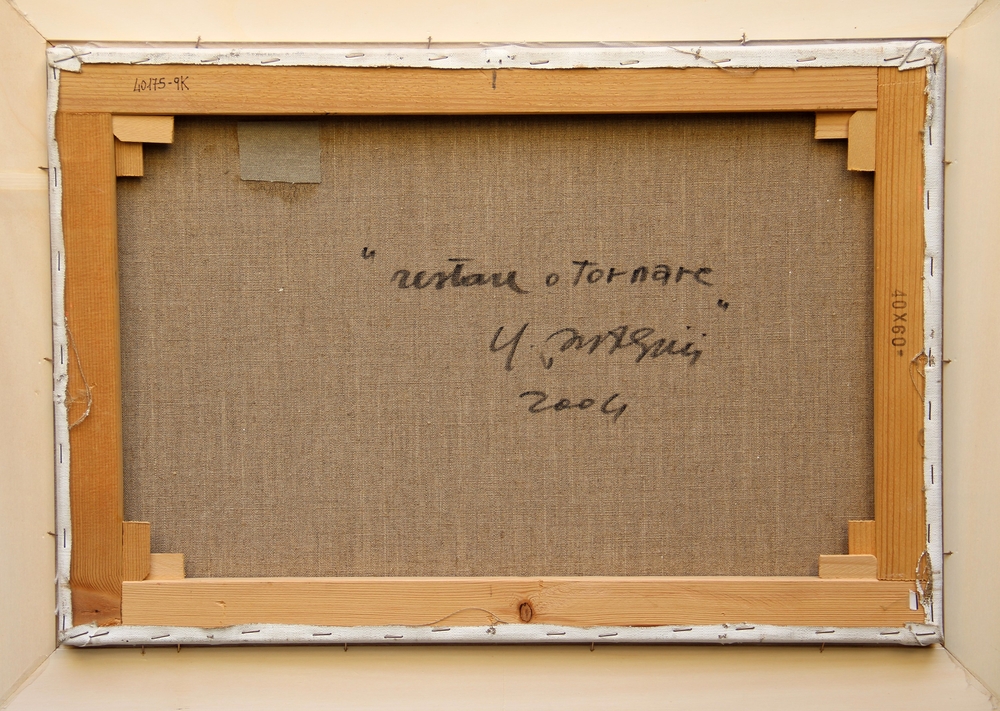 40175-9K
" restare o tornare "
2004
40X60